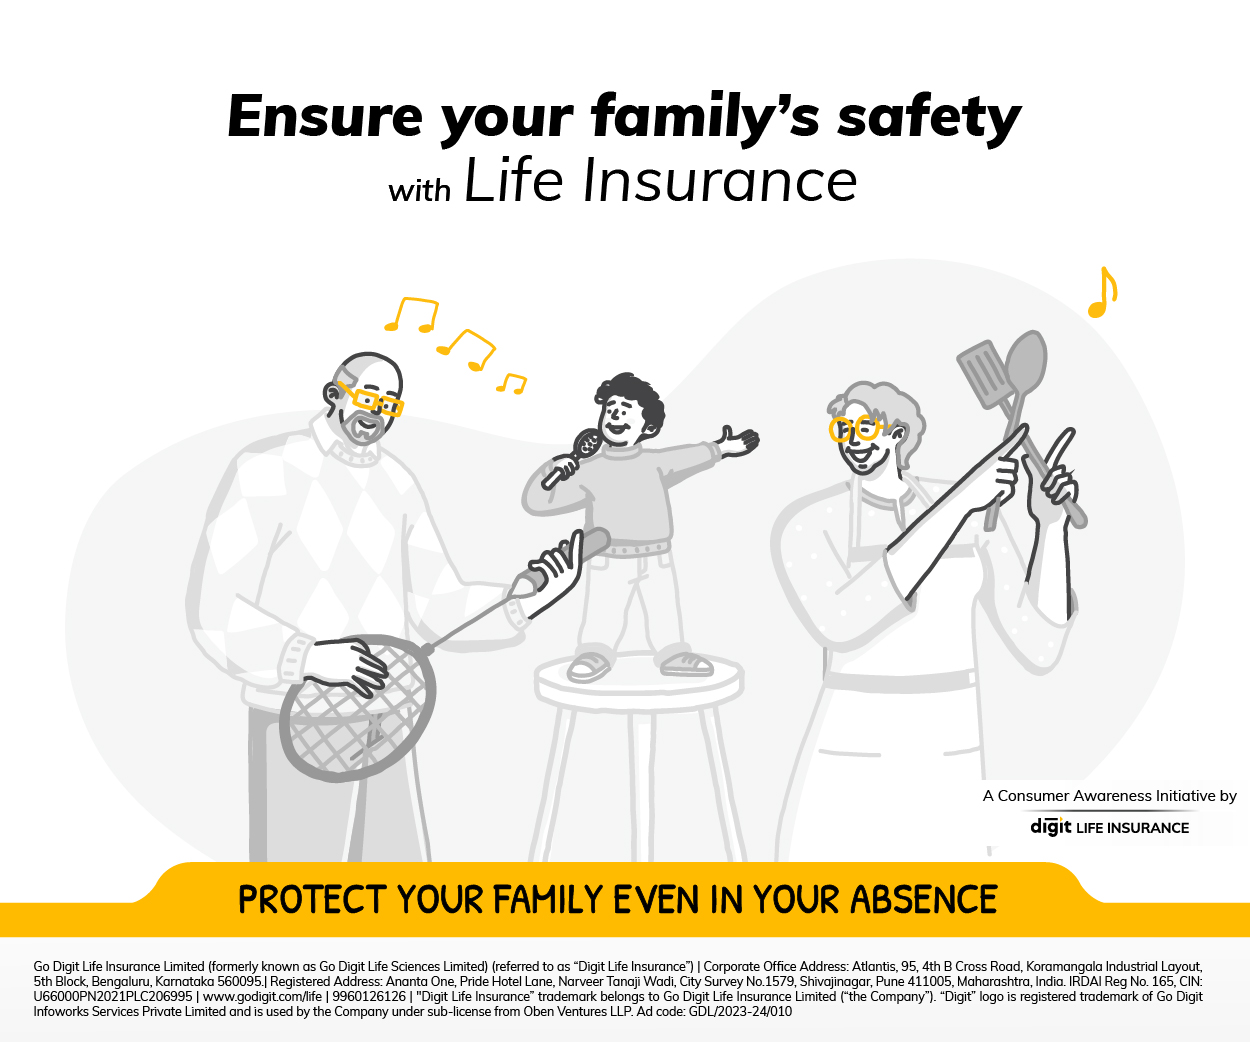 Ensure your family’s safety
with Life Insurance
A Consumer Awareness Initiative by
digit LIFE INSURANCE
PROTECT YOUR FAMILY EVEN IN YOUR ABSENCE
Go Digit Life Insurance Limited (formerly known as Go Digit Life Sciences Limited) (referred to as “Digit Life Insurance”) | Corporate Office Address: Atlantis, 95, 4th B Cross Road, Koramangala Industrial Layout,
5th Block, Bengaluru, Karnataka 560095.| Registered Address: Ananta One, Pride Hotel Lane, Narveer Tanaji Wadi, City Survey No.1579, Shivajinagar, Pune 411005, Maharashtra, India. IRDAI Reg No. 165, CIN:
U66000PN2021PLC206995 | www.godigit.com/life | 9960126126 | "Digit Life Insurance” trademark belongs to Go Digit Life Insurance Limited (“the Company”). “Digit” logo is registered trademark of Go Digit
Infoworks Services Private Limited and is used by the Company under sub-license from Oben Ventures LLP. Ad code: GDL/2023-24/010